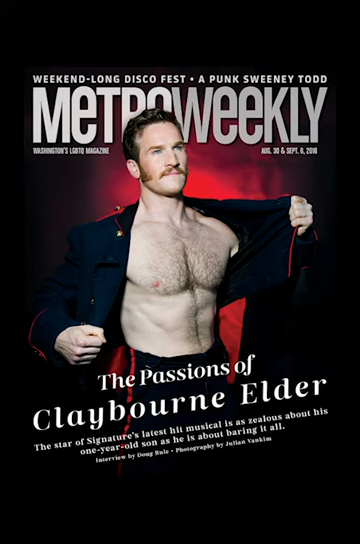 WEEKEND-LONG DISCO FEST • A PUNK SWEENEY TODD
METROWEEKLY
WASHINGTON'S LGBTQ MAGAZINE AUG. 30 & SEPT. 6, 2018
The Passions of
Claybourne Elder
The star of Signature's latest hit musical is as zealous about his
one-year-old son as he is about baring it all.
Interview by Doug Rule • Photography by Julian Vankim